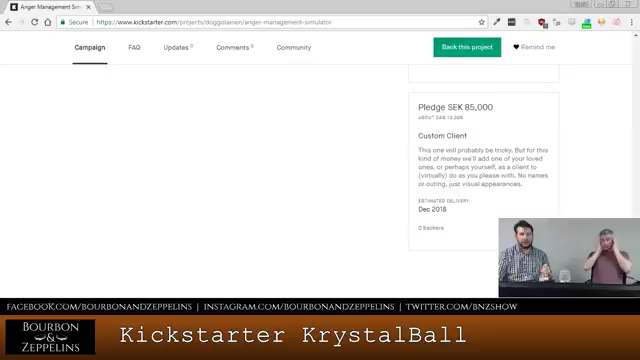 Anger Management Simu
Secure
https://www.kickstarter.com/projects/doggolainen/anger-management-simulator
Campaign FAQ Updates 0 Comments 0 Community
Back this project Remind me
Pledge SEK 85,000
Custom Client
This one will probably be tricky. But for this
kind of money we'll add one of your loved
ones, or perhaps yourself, as a client to
(virtually) do as you please with. No names
or outing, just visual appearances.
ESTIMATED DELIVERY
Dec 2018
0 backers
FACEBOOK.COM/BOURBONANDZEPPELINS | INSTAGRAM.COM/BOURBONANDZEPPELINS | TWITTER.COM/BNZSHOW
BOURBON
&
ZEPPELINS
Kickstarter KrystalBall